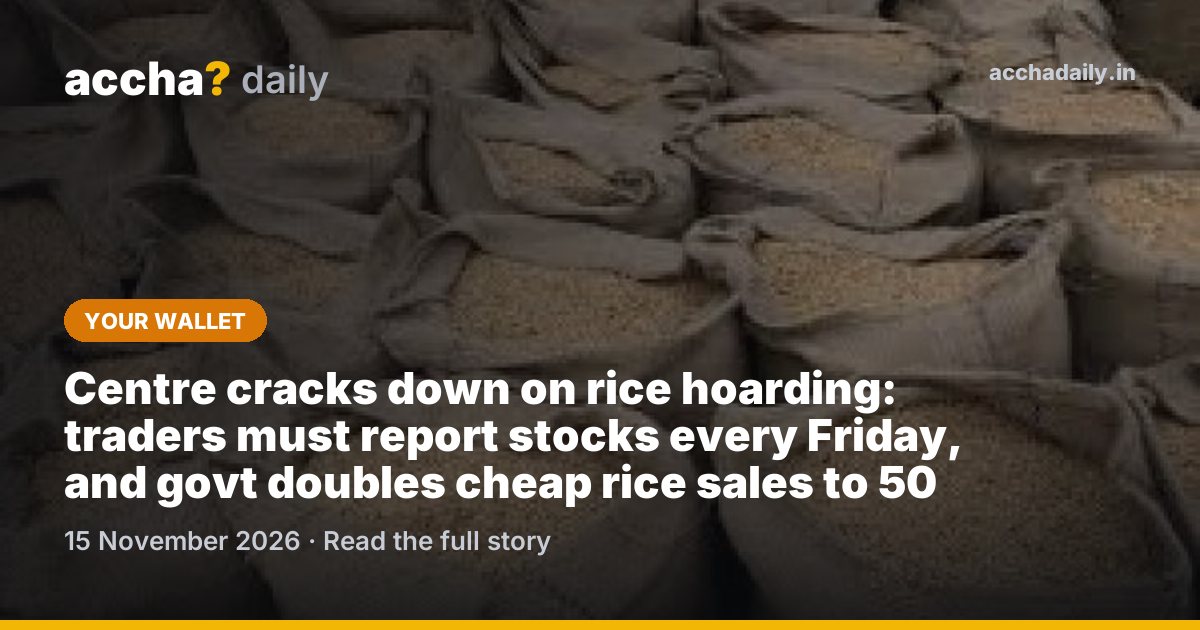 accha? daily
acchadaily.in
YOUR WALLET
Centre cracks down on rice hoarding:
traders must report stocks every Friday,
and govt doubles cheap rice sales to 50
15 November 2026 · Read the full story